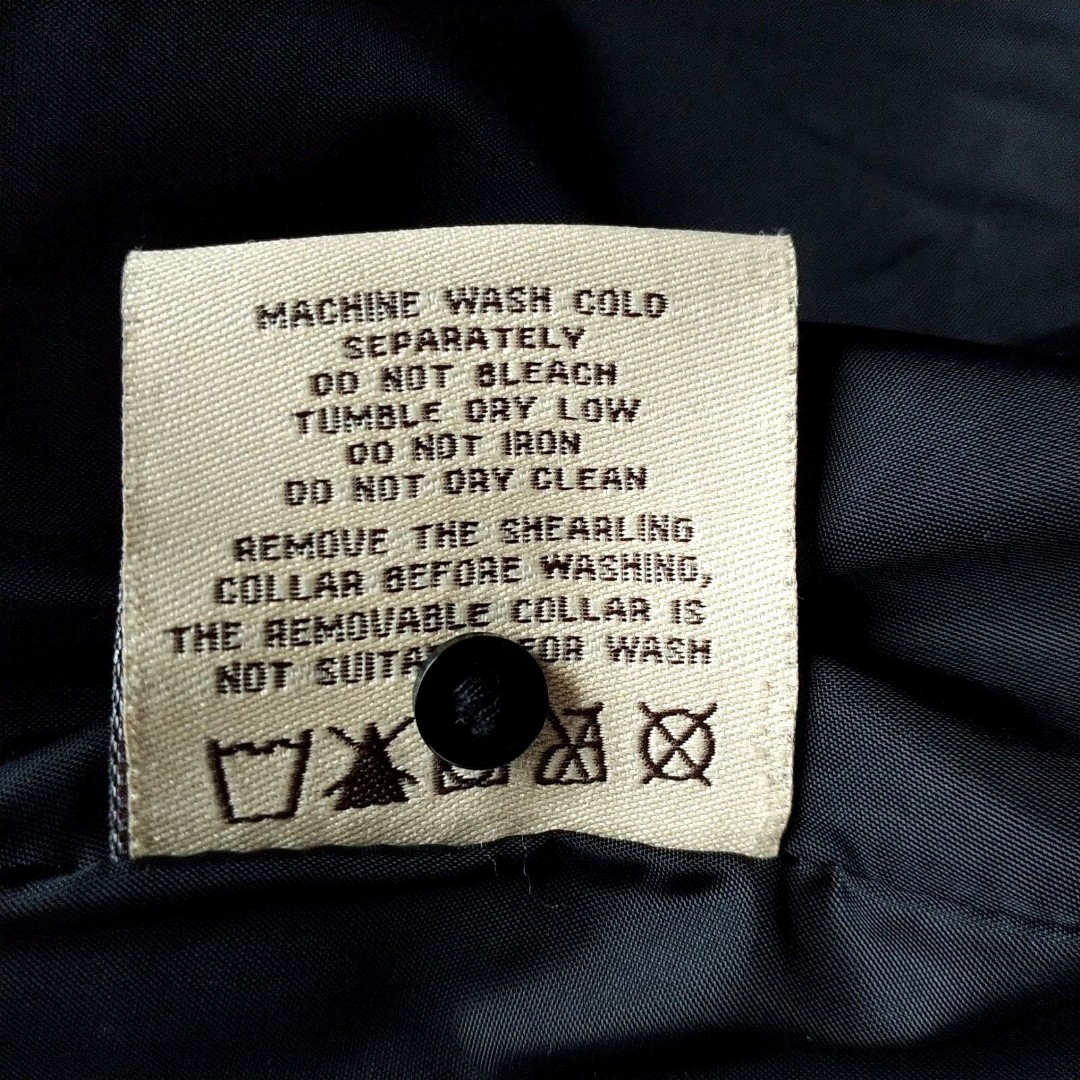 MACHINE WASH COLD
SEPARATELY
DO NOT BLEACH
TUMBLE DRY LOW
DO NOT IRON
DO NOT DRY CLEAN
REMOVE THE SHEARLING
COLLAR BEFORE WASHING,
THE REMOVABLE COLLAR IS
NOT FOR WASH